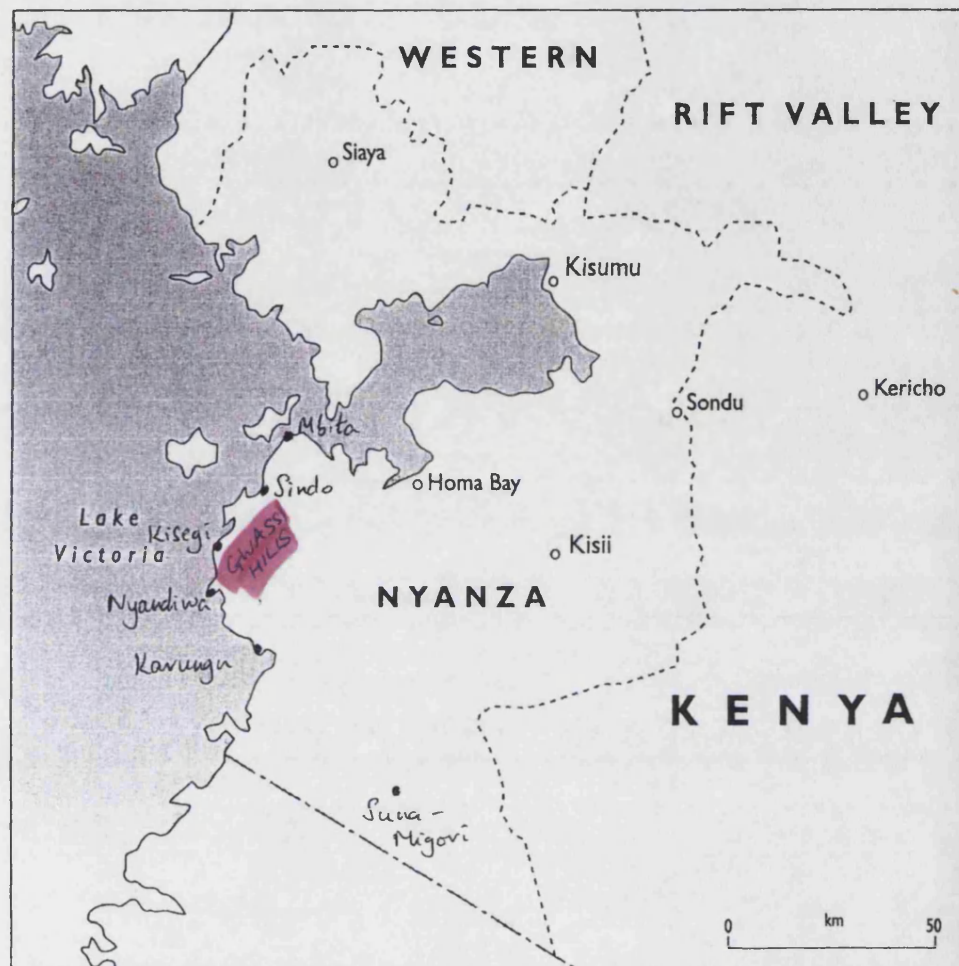 WESTERN
RIFT VALLEY
Siaya
Kisumu
Kericho
Sondu
Mbita
Homa Bay
Sindo
Lake
Victoria
Kisegi
GWASSI
HILLS
Kisii
Nyandiwa
NYANZA
Karungu
KENYA
Suna-
Migori
0 km 50